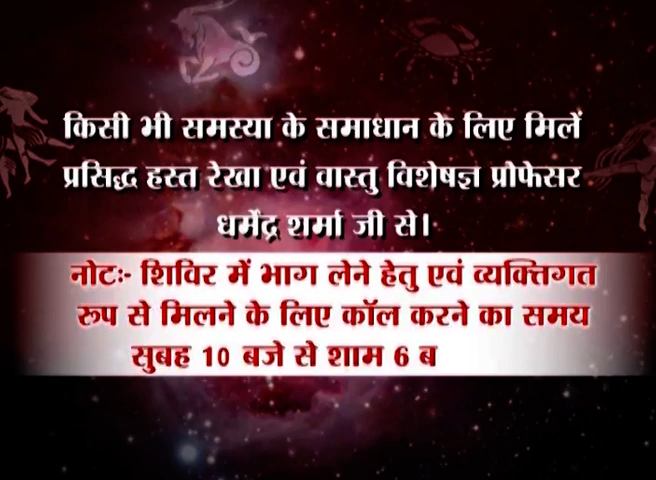 किसी भी समस्या के समाधान के लिए मिलें
प्रसिद्ध हस्त रेखा एवं वास्तु विशेषज्ञ प्रोफेसर
धर्मेंद्र शर्मा जी से।
नोटः- शिविर में भाग लेने हेतु एवं व्यक्तिगत
रूप से मिलने के लिए कॉल करने का समय
सुबह 10 बजे से शाम 6 ब